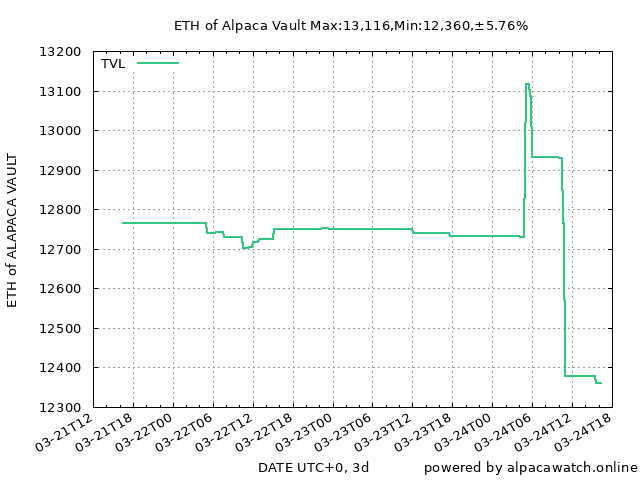 ETH of Alpaca Vault Max:13,116,Min:12,360,±5.76%
13200
13100
13000
12900
12800
12700
12600
12500
12400
12300
TVL
ETH of ALAPACA VAULT
03-21T12
03-21T18
03-22T00
03-22T06
03-22T12
03-22T18
03-23T00
03-23T06
03-23T12
03-23T18
03-24T00
03-24T06
03-24T12
03-24T18
DATE UTC+0, 3d
powered by alpacawatch.online